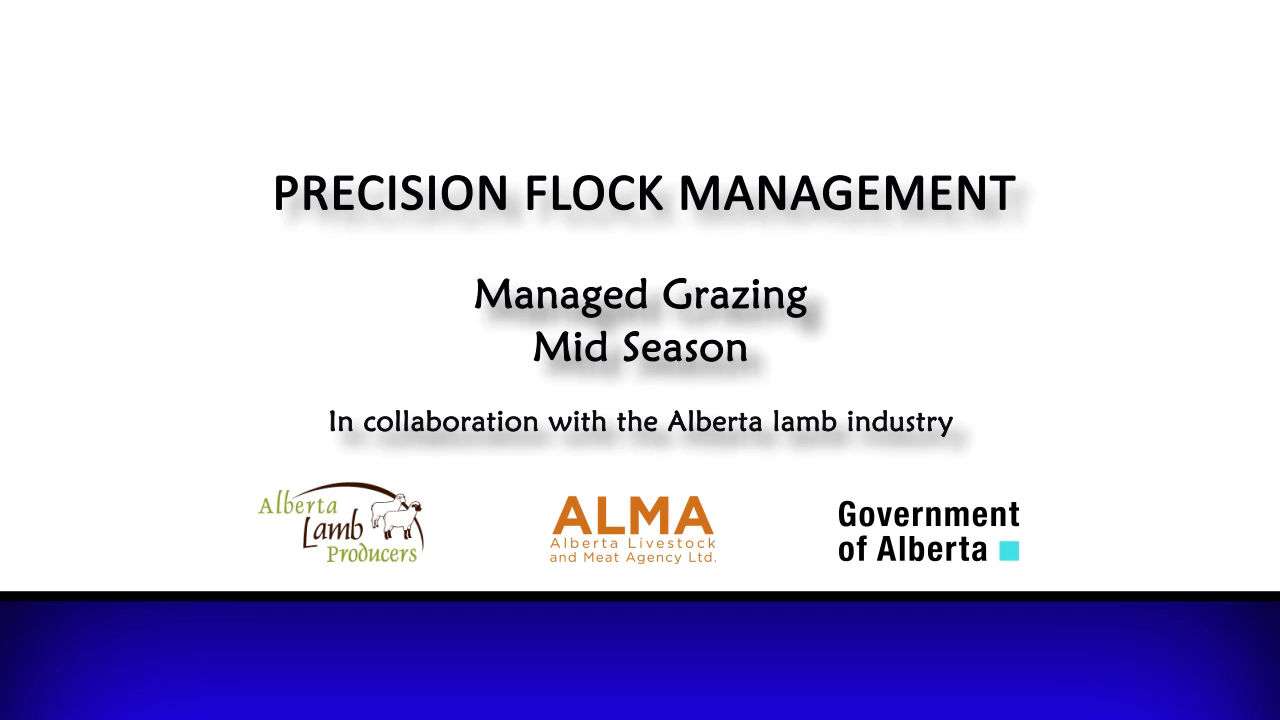 PRECISION FLOCK MANAGEMENT
Managed Grazing
Mid Season
In collaboration with the Alberta lamb industry
Alberta
Lamb
Producers
ALMA
Alberta Livestock
and Meat Agency Ltd.
Government
of Alberta